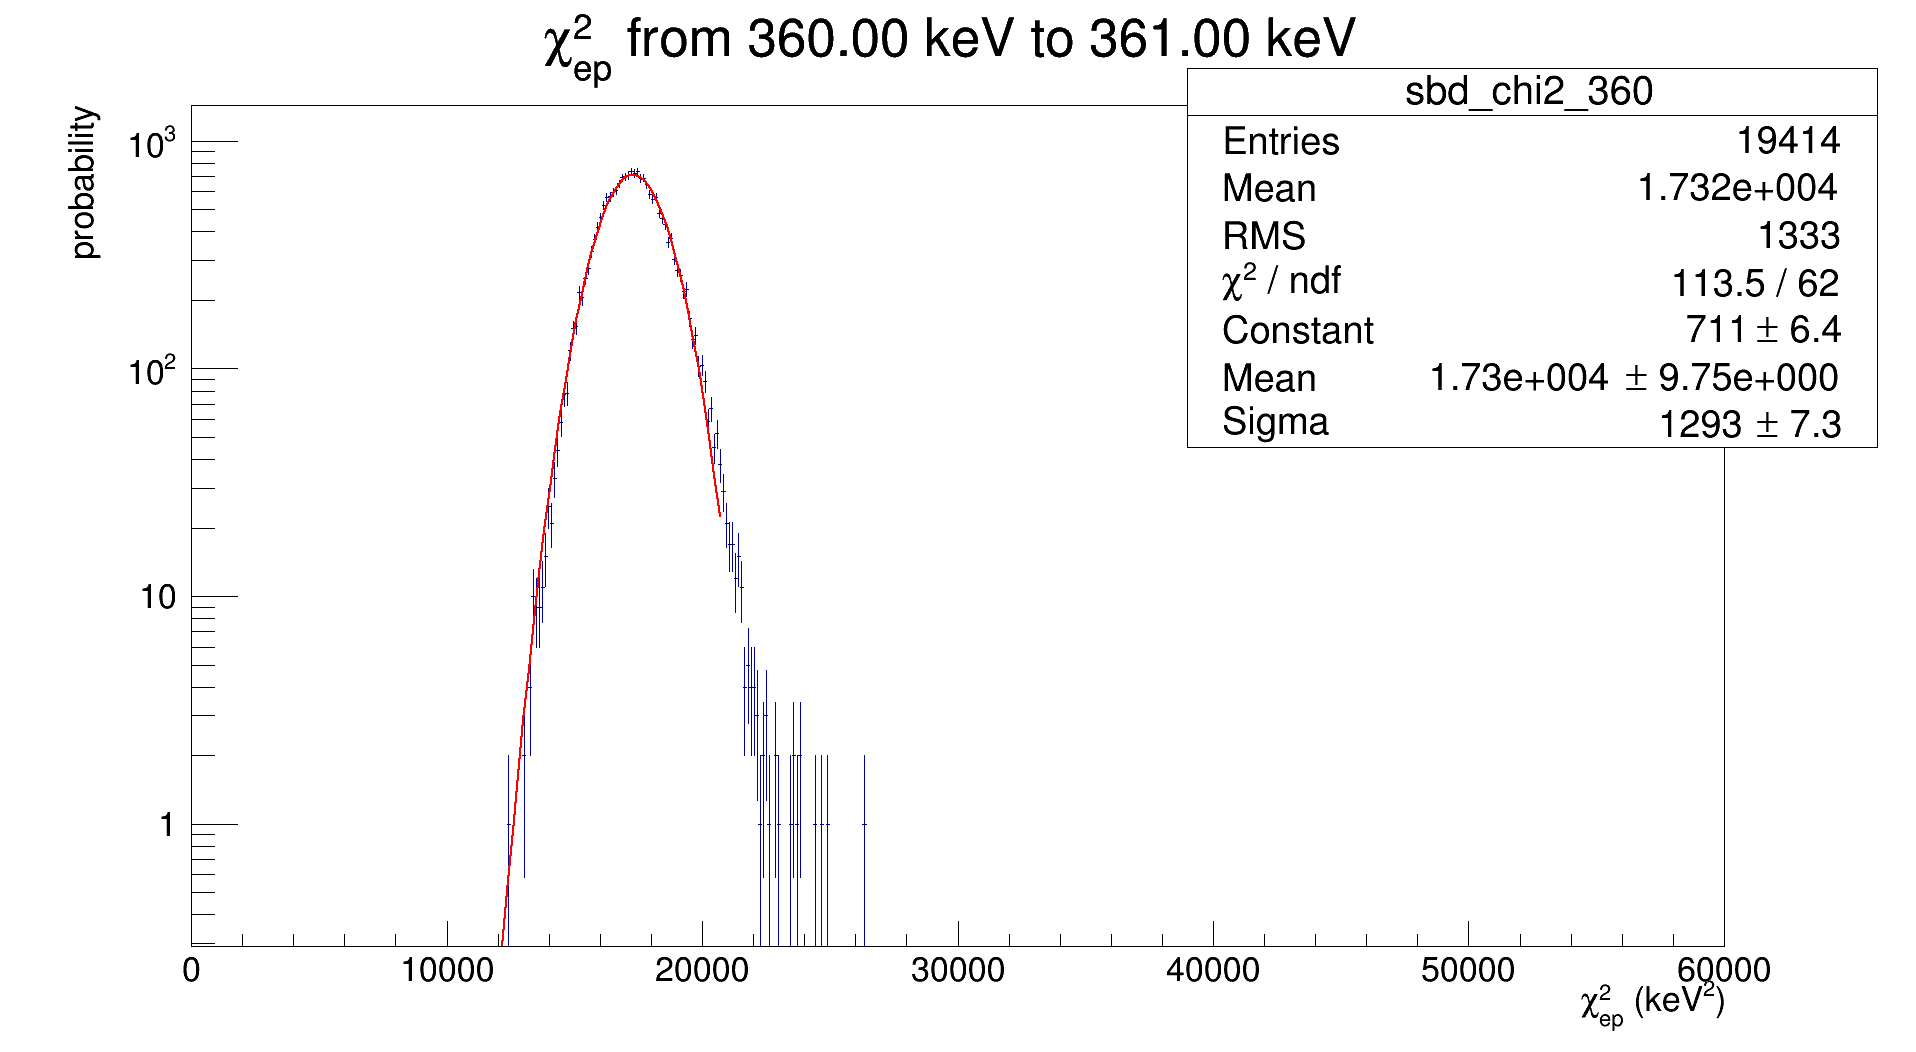 χ²ep from 360.00 keV to 361.00 keV
sbd_chi2_360
Entries 19414
Mean 1.732e+004
RMS 1333
χ² / ndf 113.5 / 62
Constant 711 ± 6.4
Mean 1.73e+004 ± 9.75e+000
Sigma 1293 ± 7.3
probability
10³
10²
10
1
0 10000 20000 30000 40000 50000 60000
χ²ep (keV²)